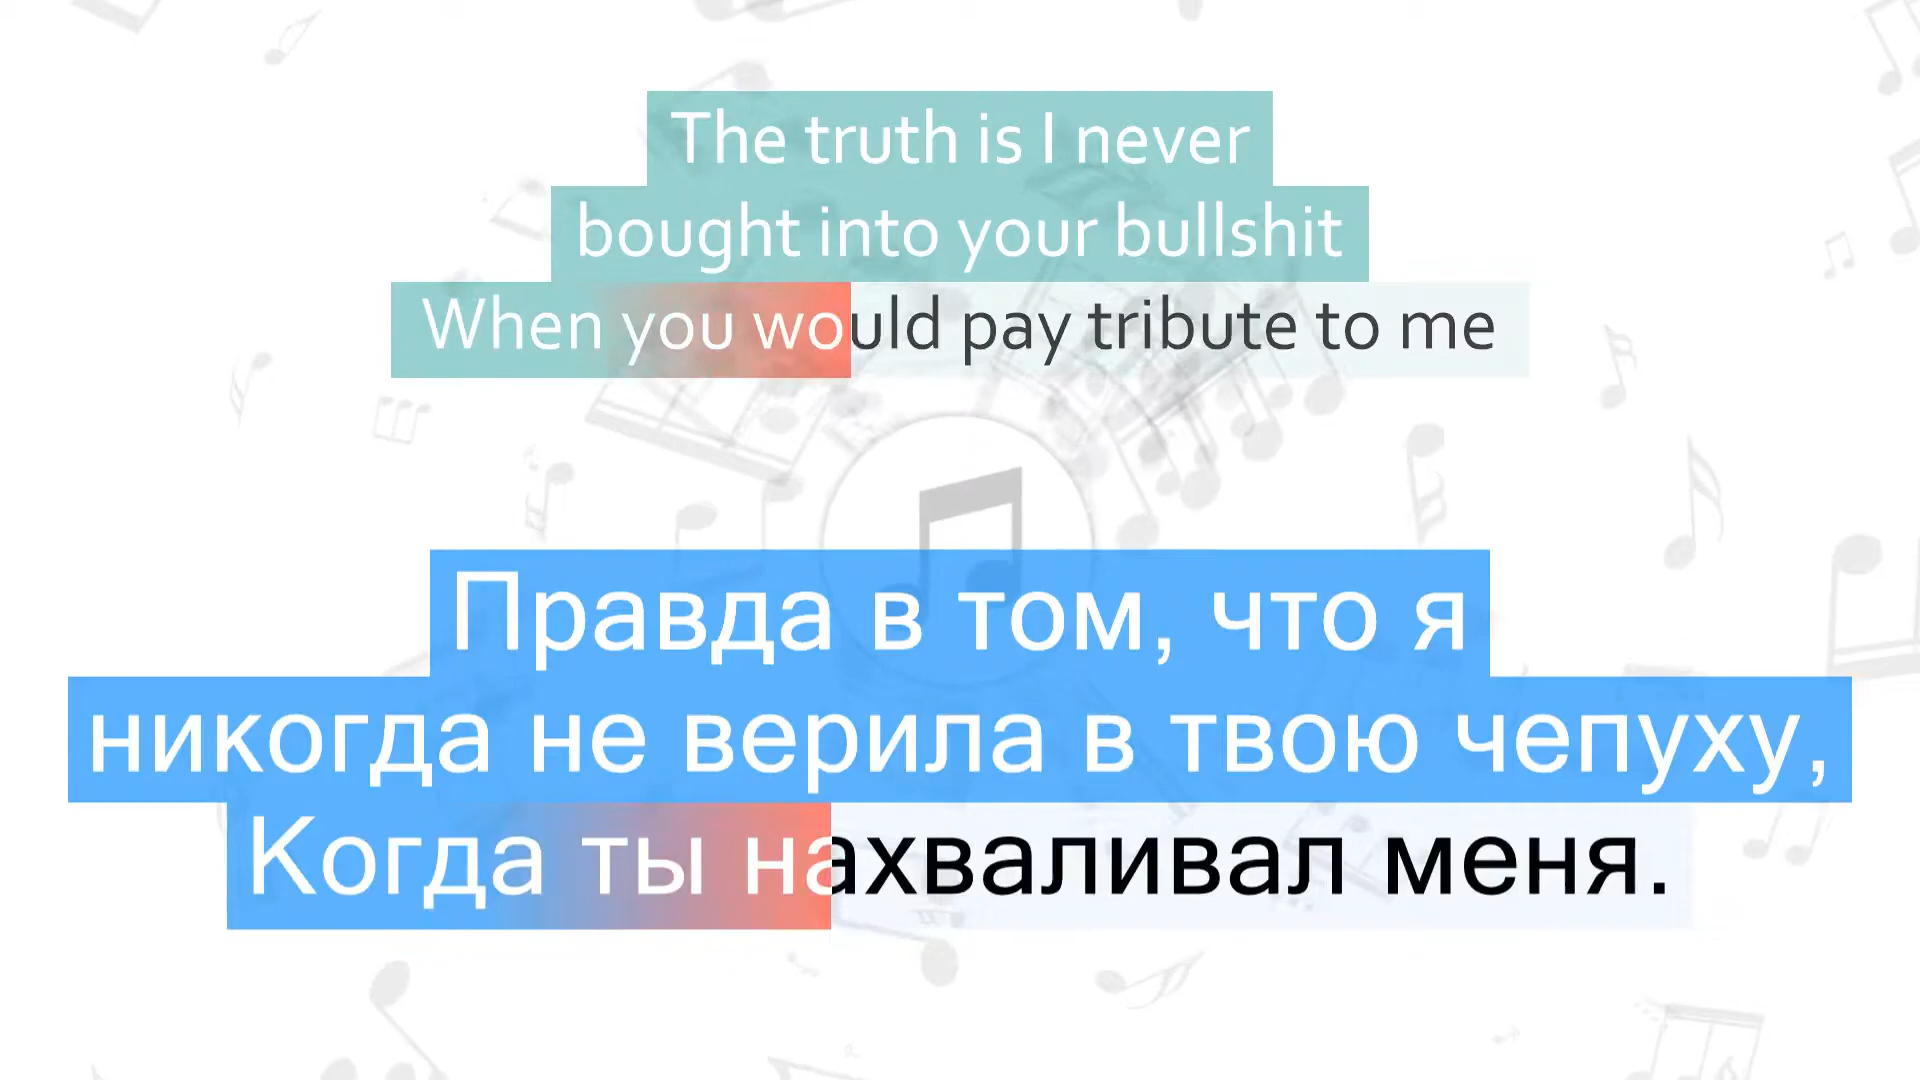 The truth is I never
bought into your bullshit
When you would pay tribute to me
Правда в том, что я
никогда не верила в твою чепуху,
Когда ты нахваливал меня.